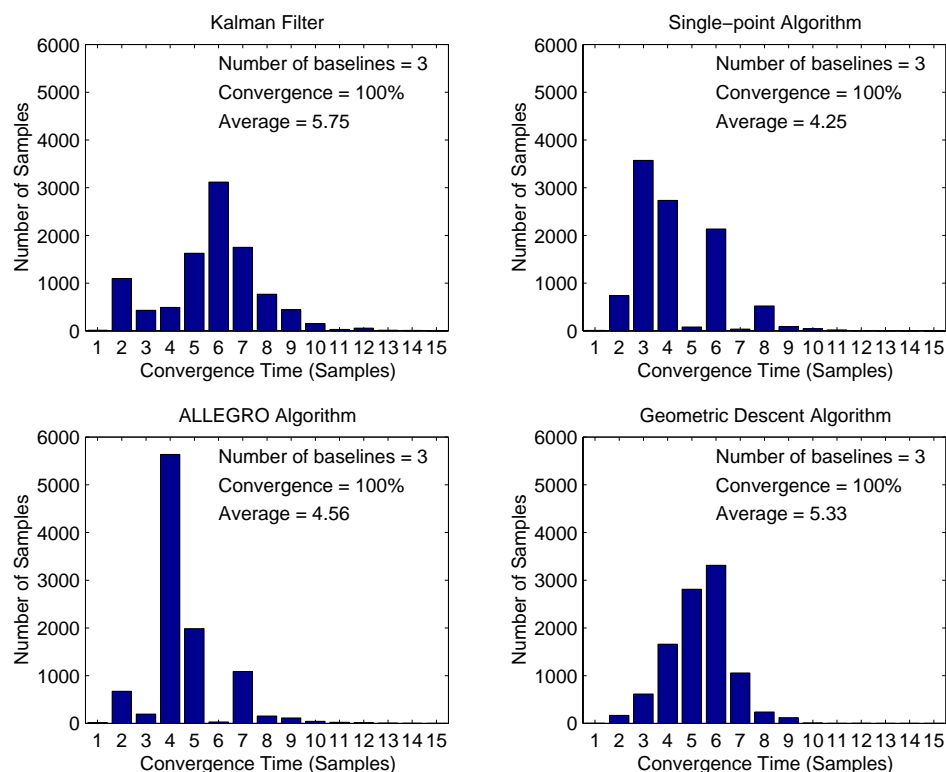 Kalman Filter
Number of Samples
6000
5000
4000
3000
2000
1000
0
Number of baselines = 3
Convergence = 100%
Average = 5.75
1 2 3 4 5 6 7 8 9 10 11 12 13 14 15
Convergence Time (Samples)
Single−point Algorithm
Number of Samples
6000
5000
4000
3000
2000
1000
0
Number of baselines = 3
Convergence = 100%
Average = 4.25
1 2 3 4 5 6 7 8 9 10 11 12 13 14 15
Convergence Time (Samples)
ALLEGRO Algorithm
Number of Samples
6000
5000
4000
3000
2000
1000
0
Number of baselines = 3
Convergence = 100%
Average = 4.56
1 2 3 4 5 6 7 8 9 10 11 12 13 14 15
Convergence Time (Samples)
Geometric Descent Algorithm
Number of Samples
6000
5000
4000
3000
2000
1000
0
Number of baselines = 3
Convergence = 100%
Average = 5.33
1 2 3 4 5 6 7 8 9 10 11 12 13 14 15
Convergence Time (Samples)